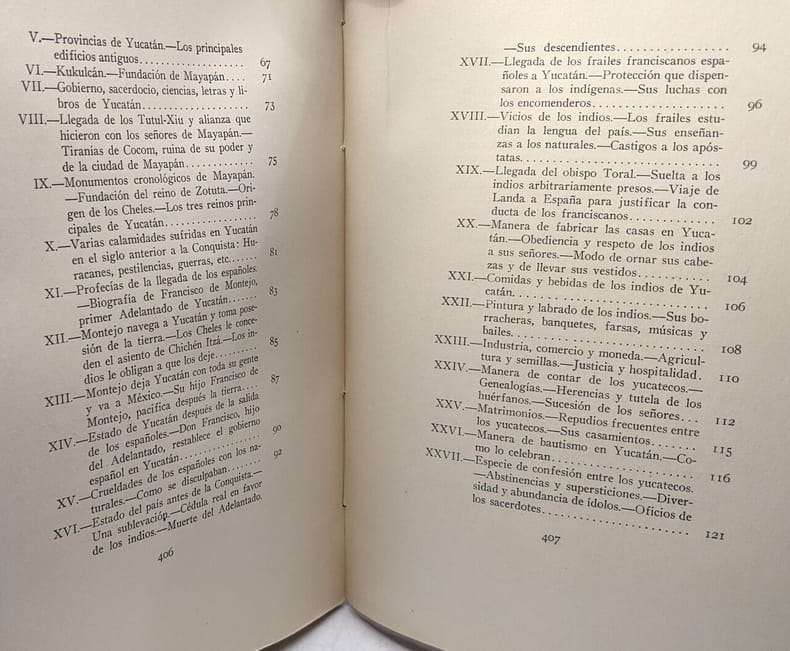 V.—Provincias de Yucatán.—Los principales
edificios antiguos.................. 67
VI.—Kukulcán.—Fundación de Mayapán.... 71
VII.—Gobierno, sacerdocio, ciencias, letras y li-
bros de Yucatán.................. 73
VIII.—Llegada de los Tutul-Xiu y alianza que
hicieron con los señores de Mayapán.—
Tiranías de Cocom, ruina de su poder y
de la ciudad de Mayapán............ 75
IX.—Monumentos cronológicos de Mayapán.
—Fundación del reino de Zotuta.—Ori-
gen de los Cheles.—Los tres reinos prin-
cipales de Yucatán................ 78
X.—Varias calamidades sufridas en Yucatán
en el siglo anterior a la Conquista: Hu-
racanes, pestilencias, guerras, etc...... 81
XI.—Profecías de la llegada de los españoles.
—Biografía de Francisco de Montejo,
primer Adelantado de Yucatán....... 83
XII.—Montejo navega a Yucatán y toma pose-
sión de la tierra.—Los Cheles le conce-
den el asiento de Chichén Itzá.—Los in-
dios le obligan a que los deje.......... 85
XIII.—Montejo deja Yucatán con toda su gente
y va a México.—Su hijo Francisco de
Montejo, pacifica después la tierra.... 87
XIV.—Estado de Yucatán después de la salida
de los españoles.—Don Francisco, hijo
del Adelantado, restablece el gobierno
español en Yucatán................ 90
XV.—Crueldades de los españoles con los na-
turales.—Como se disculpaban........ 92
XVI.—Estado del país antes de la Conquista.—
Una sublevación.—Cédula real en favor
de los indios.—Muerte del Adelantado.
406
—Sus descendientes................ 94
XVII.—Llegada de los frailes franciscanos espa-
ñoles a Yucatán.—Protección que dispen-
saron a los indígenas.—Sus luchas con
los encomenderos................... 96
XVIII.—Vicios de los indios.—Los frailes estu-
dian la lengua del país.—Sus enseñan-
zas a los naturales.—Castigos a los após-
tatas............................ 99
XIX.—Llegada del obispo Toral.—Suelta a los
indios arbitrariamente presos.—Viaje de
Landa a España para justificar la con-
ducta de los franciscanos............ 102
XX.—Manera de fabricar las casas en Yuca-
tán.—Obediencia y respeto de los indios
a sus señores.—Modo de ornar sus cabe-
zas y de llevar sus vestidos........... 104
XXI.—Comidas y bebidas de los indios de Yu-
catán............................ 106
XXII.—Pintura y labrado de los indios.—Sus bo-
rracheras, banquetes, farsas, músicas y
bailes............................ 108
XXIII.—Industria, comercio y moneda.—Agricul-
tura y semillas.—Justicia y hospitalidad. 110
XXIV.—Manera de contar de los yucatecos.—
Genealogías.—Herencias y tutela de los
huérfanos.—Sucesión de los señores... 112
XXV.—Matrimonios.—Repudios frecuentes entre
los yucatecos.—Sus casamientos....... 115
XXVI.—Manera de bautismo en Yucatán.—Co-
mo lo celebran..................... 116
XXVII.—Especie de confesión entre los yucatecos.
—Abstinencias y supersticiones.—Diver-
sidad y abundancia de ídolos.—Oficios de
los sacerdotes...................... 121
407